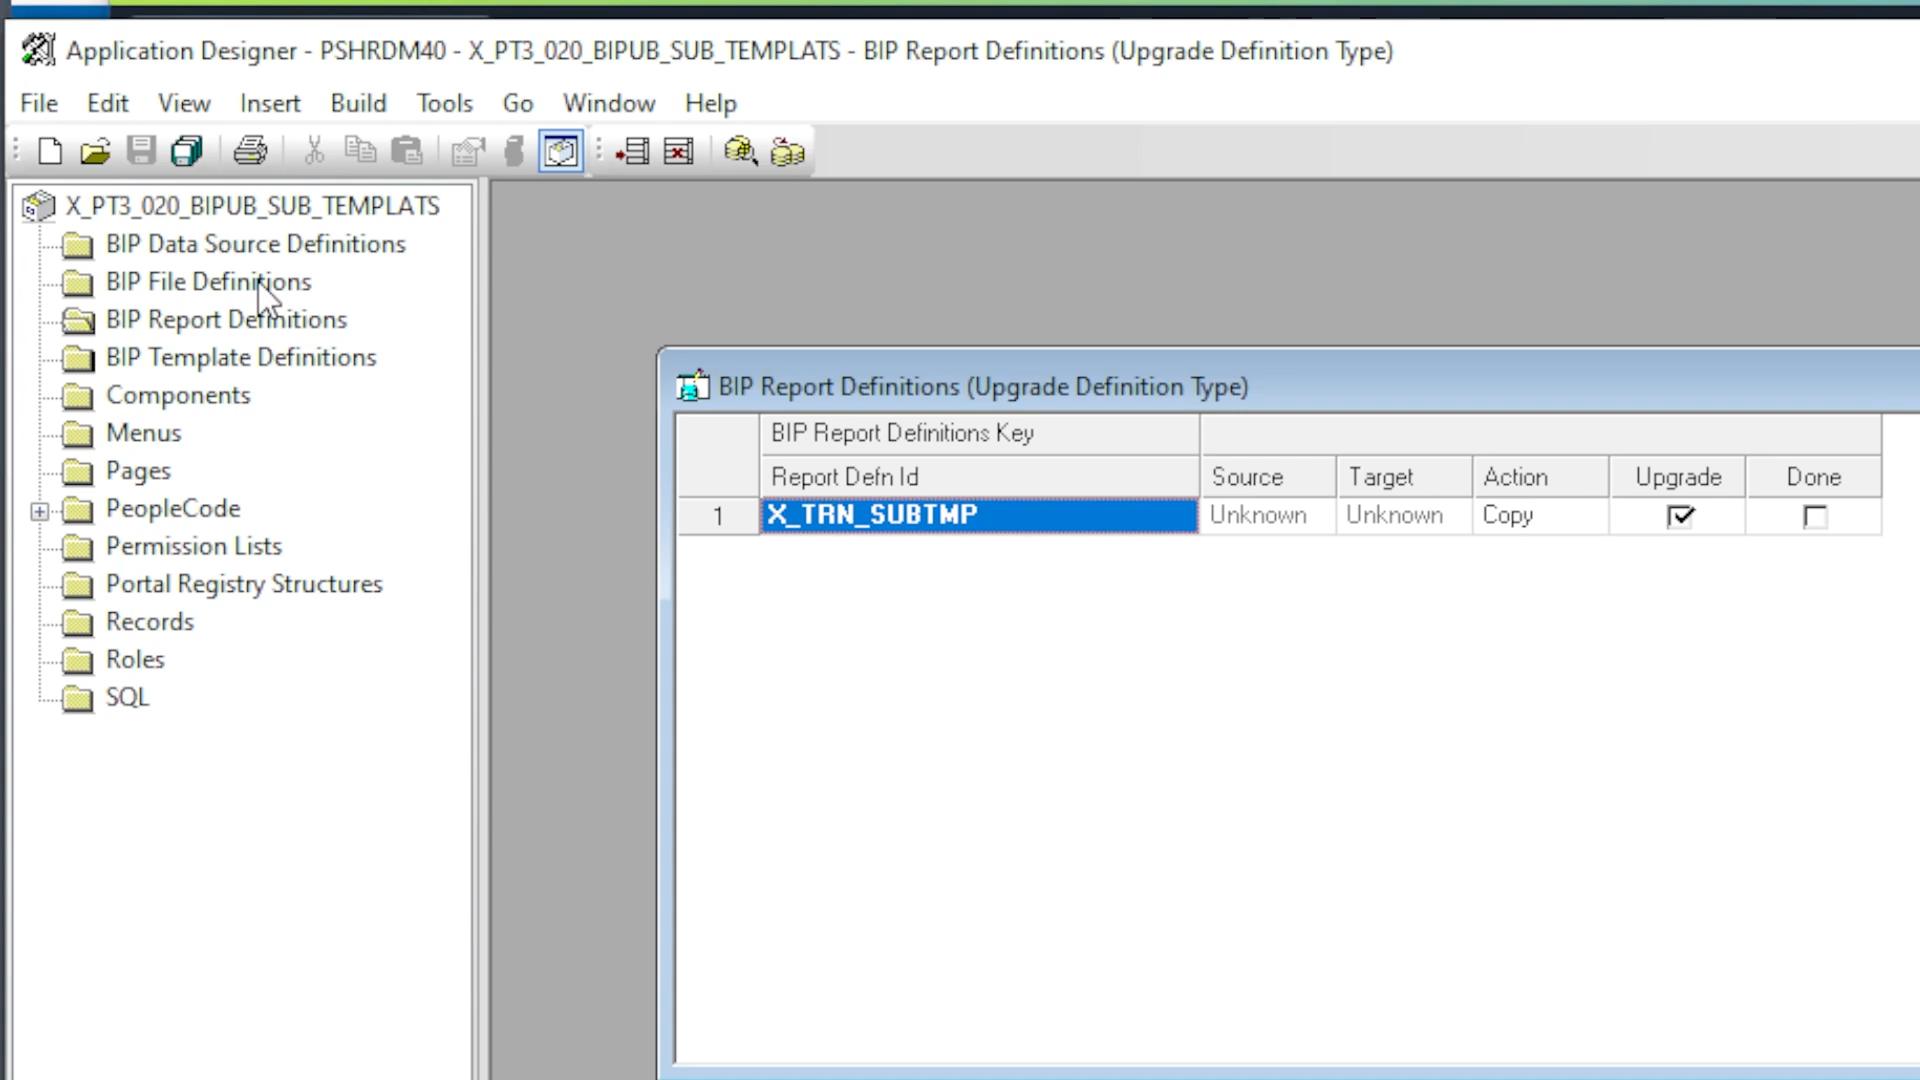 Application Designer - PSHRDM40 - X_PT3_020_BIPUB_SUB_TEMPLATS - BIP Report Definitions (Upgrade Definition Type)
File Edit View Insert Build Tools Go Window Help
X_PT3_020_BIPUB_SUB_TEMPLATS
BIP Data Source Definitions
BIP File Definitions
BIP Report Definitions
BIP Template Definitions
Components
Menus
Pages
PeopleCode
Permission Lists
Portal Registry Structures
Records
Roles
SQL
BIP Report Definitions (Upgrade Definition Type)
BIP Report Definitions Key
Report Defn Id Source Target Action Upgrade Done
1 X_TRN_SUBTMP Unknown Unknown Copy